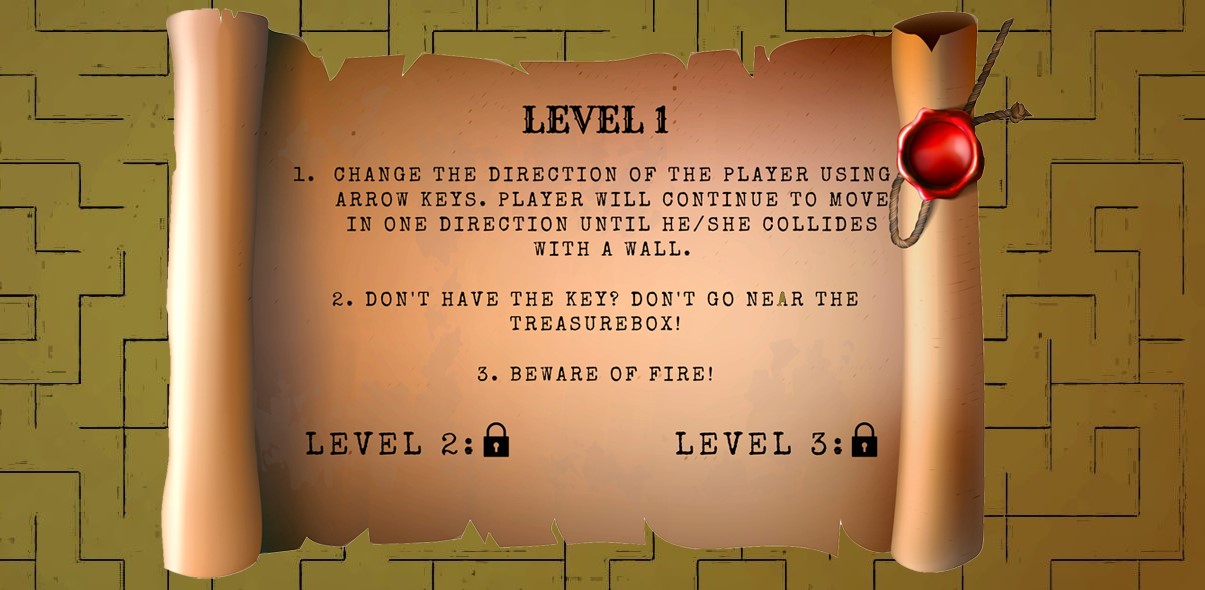 LEVEL 1
1. CHANGE THE DIRECTION OF THE PLAYER USING
ARROW KEYS. PLAYER WILL CONTINUE TO MOVE
IN ONE DIRECTION UNTIL HE/SHE COLLIDES
WITH A WALL.
2. DON'T HAVE THE KEY? DON'T GO NEAR THE
TREASUREBOX!
3. BEWARE OF FIRE!
LEVEL 2:
LEVEL 3: